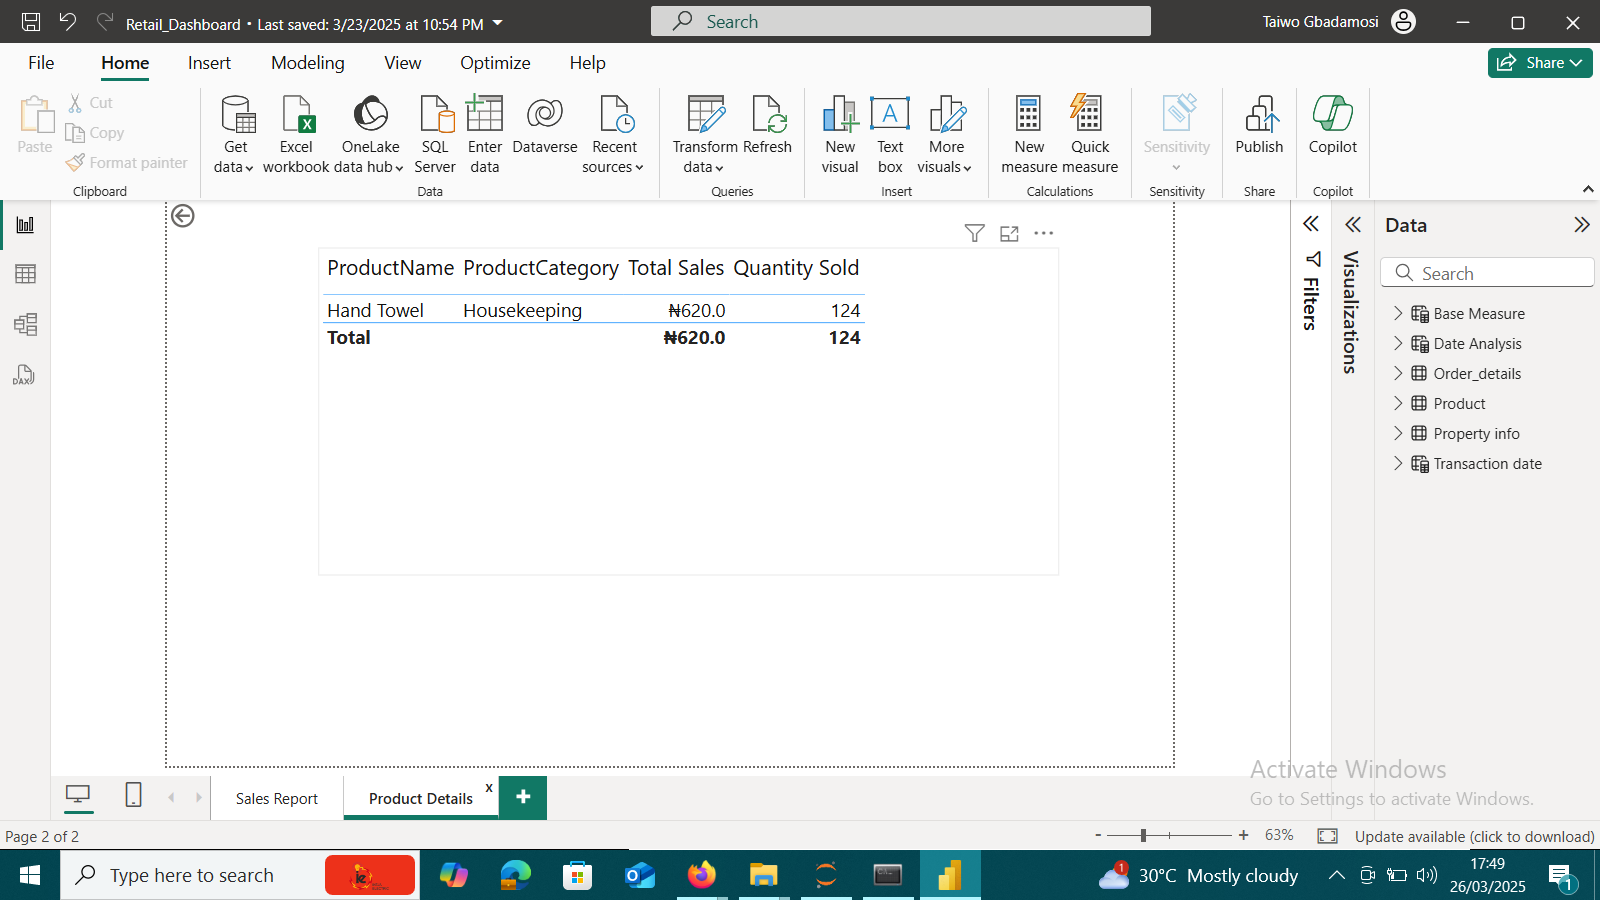 Retail_Dashboard • Last saved: 3/23/2025 at 10:54 PM
Search
Taiwo Gbadamosi
File
Home
Insert
Modeling
View
Optimize
Help
Share
Paste
Cut
Copy
Format painter
Clipboard
Get data
Excel workbook
OneLake data hub
SQL Server
Enter data
Dataverse
Recent sources
Data
Transform data
Refresh
Queries
New visual
Text box
More visuals
Insert
New measure
Quick measure
Calculations
Sensitivity
Sensitivity
Publish
Share
Copilot
Copilot
ProductName ProductCategory Total Sales Quantity Sold
Hand Towel Housekeeping ₦620.0 124
Total ₦620.0 124
Filters
Visualizations
Data
Search
Base Measure
Date Analysis
Order_details
Product
Property info
Transaction date
Activate Windows
Go to Settings to activate Windows.
Sales Report
Product Details
x
+
Page 2 of 2
- + 63%
Update available (click to download)
Type here to search
30°C Mostly cloudy
17:49
26/03/2025
1
1